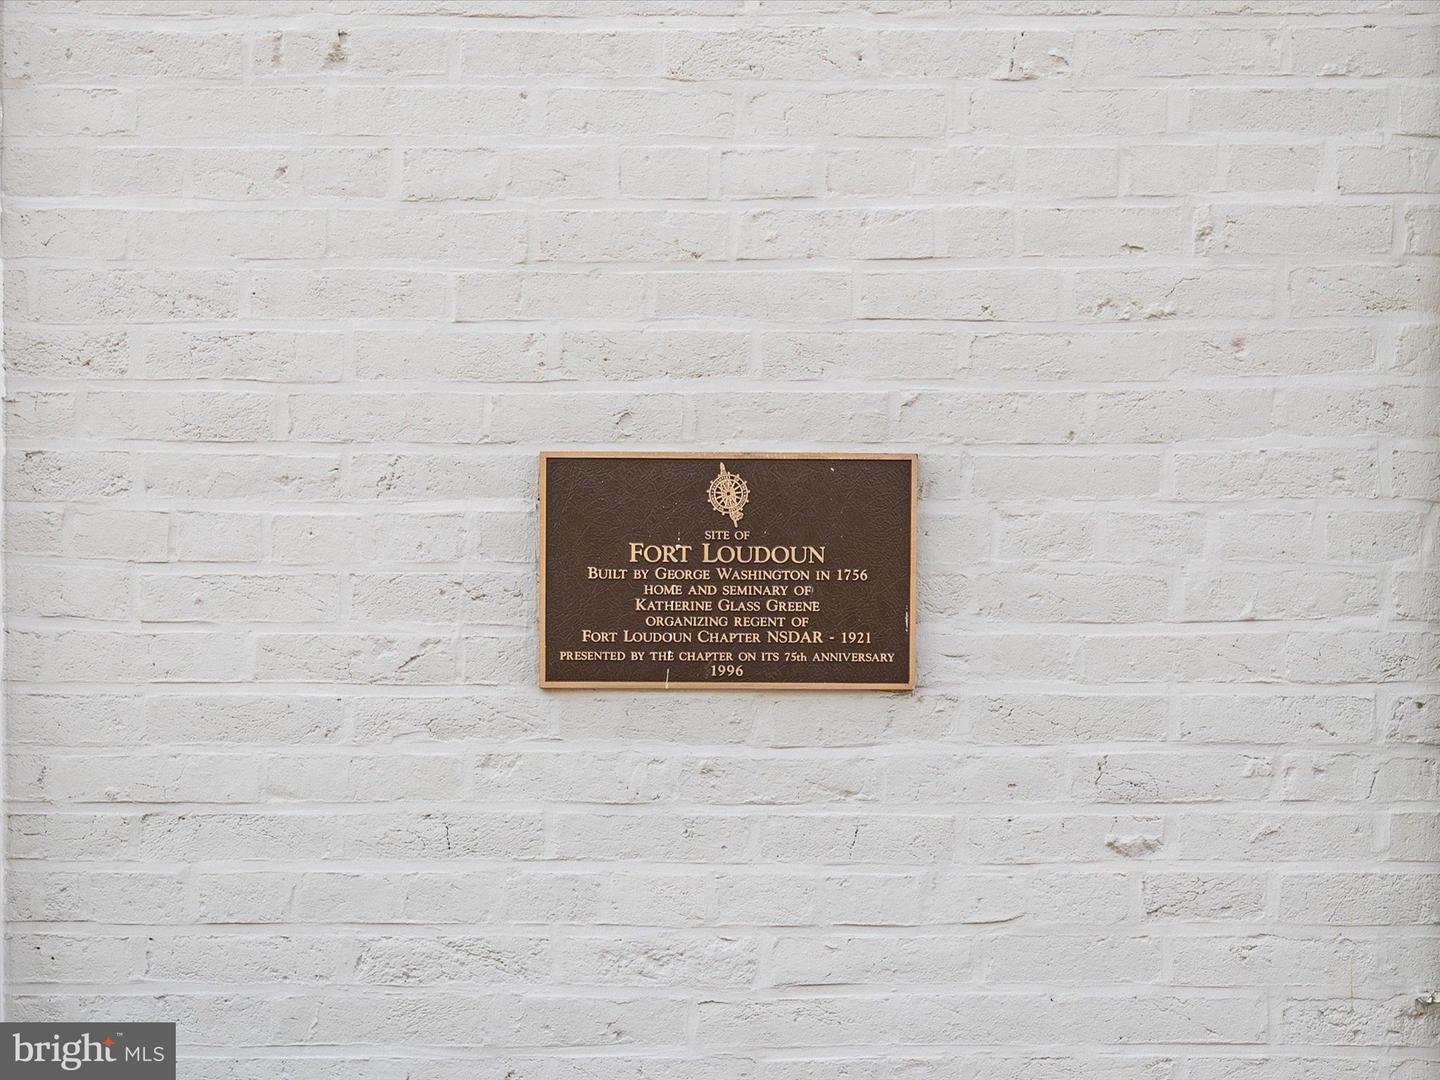 SITE OF
FORT LOUDOUN
BUILT BY GEORGE WASHINGTON IN 1756
HOME AND SEMINARY OF
KATHERINE GLASS GREENE
ORGANIZING REGENT OF
FORT LOUDOUN CHAPTER NSDAR - 1921
PRESENTED BY THE CHAPTER ON ITS 75th ANNIVERSARY
1996
bright™ MLS